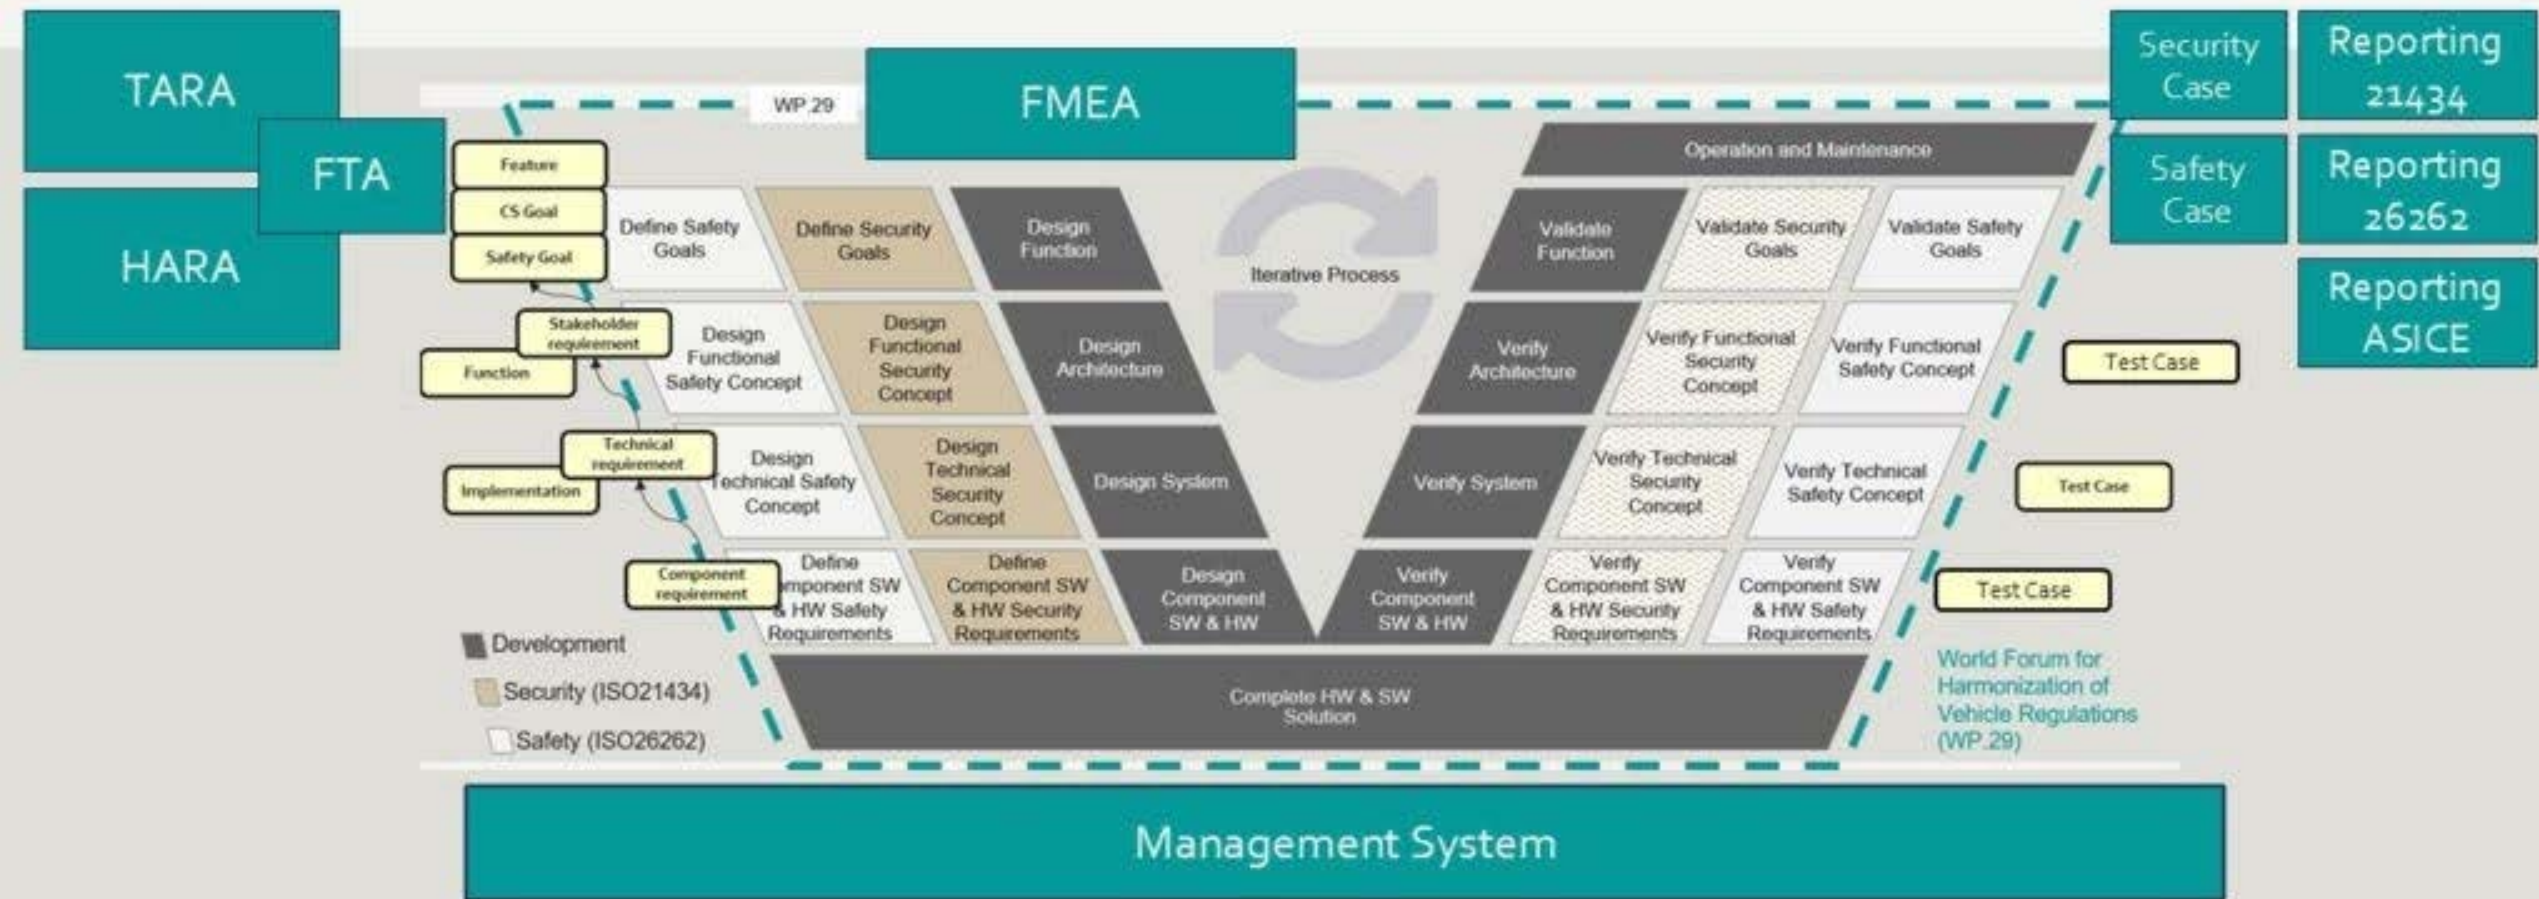 TARA
HARA
FTA
WP.29
FMEA
Security
Case
Safety
Case
Reporting
21434
Reporting
26262
Reporting
ASICE
Feature
CS Goal
Safety Goal
Stakeholder
requirement
Function
Technical
requirement
Implementation
Component
requirement
Define Safety
Goals
Define Security
Goals
Design
Function
Design
Functional
Safety Concept
Design
Functional
Security
Concept
Design
Architecture
Design
Technical Safety
Concept
Design
Technical
Security
Concept
Design System
Define
omponent SW
& HW Safety
Requirements
Define
Component SW
& HW Security
Requirements
Design
Component
SW & HW
Iterative Process
Operation and Maintenance
Validate
Function
Validate Security
Goals
Validate Safety
Goals
Verify
Architecture
Verify Functional
Security
Concept
Verify Functional
Safety Concept
Verify System
Verify Technical
Security
Concept
Verify Technical
Safety Concept
Verify
Component
SW & HW
Verify
Component SW
& HW Security
Requirements
Verify
Component SW
& HW Safety
Requirements
Test Case
Test Case
Test Case
Development
Security (ISO21434)
Safety (ISO26262)
Complete HW & SW
Solution
World Forum for
Harmonization of
Vehicle Regulations
(WP.29)
Management System